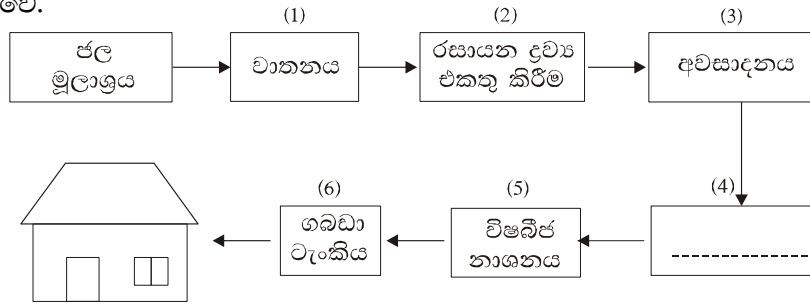 වේ.
(1) (2) (3)
ජල
මූලාශ්‍රය
වාතනය
රසායන ද්‍රව්‍ය
එකතු කිරීම
අවසාදනය
(4)
(5)
(6)
විෂබීජ
නාශනය
ගබඩා
ටැංකිය